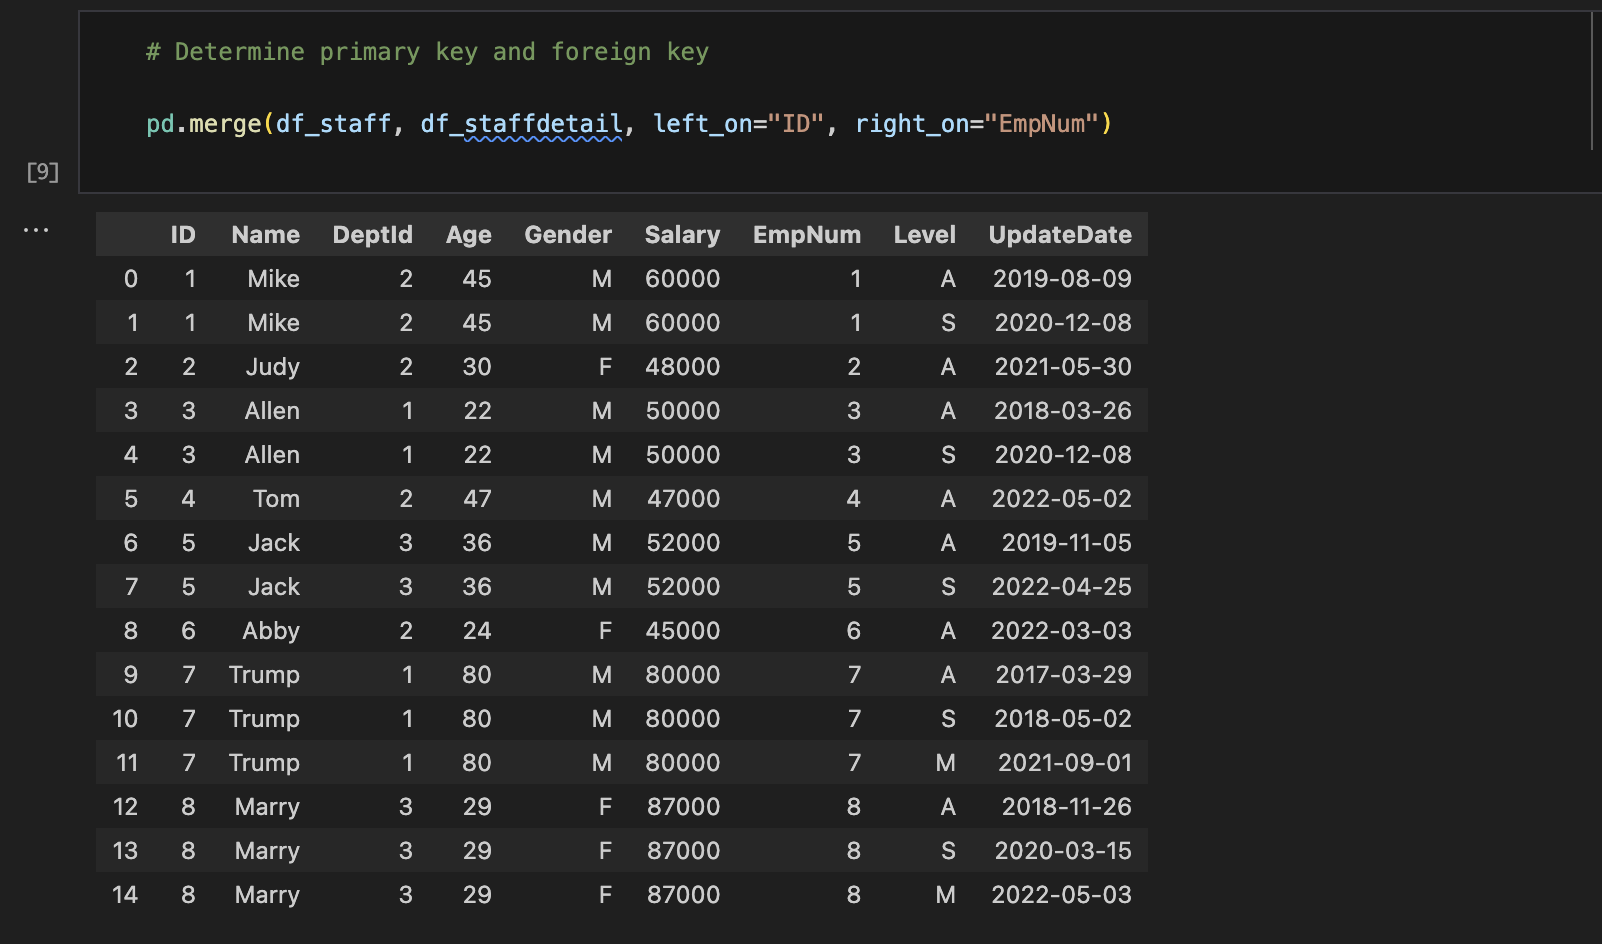 # Determine primary key and foreign key
pd.merge(df_staff, df_staffdetail, left_on="ID", right_on="EmpNum")
[9]
...
ID Name DeptId Age Gender Salary EmpNum Level UpdateDate
0 1 Mike 2 45 M 60000 1 A 2019-08-09
1 1 Mike 2 45 M 60000 1 S 2020-12-08
2 2 Judy 2 30 F 48000 2 A 2021-05-30
3 3 Allen 1 22 M 50000 3 A 2018-03-26
4 3 Allen 1 22 M 50000 3 S 2020-12-08
5 4 Tom 2 47 M 47000 4 A 2022-05-02
6 5 Jack 3 36 M 52000 5 A 2019-11-05
7 5 Jack 3 36 M 52000 5 S 2022-04-25
8 6 Abby 2 24 F 45000 6 A 2022-03-03
9 7 Trump 1 80 M 80000 7 A 2017-03-29
10 7 Trump 1 80 M 80000 7 S 2018-05-02
11 7 Trump 1 80 M 80000 7 M 2021-09-01
12 8 Marry 3 29 F 87000 8 A 2018-11-26
13 8 Marry 3 29 F 87000 8 S 2020-03-15
14 8 Marry 3 29 F 87000 8 M 2022-05-03